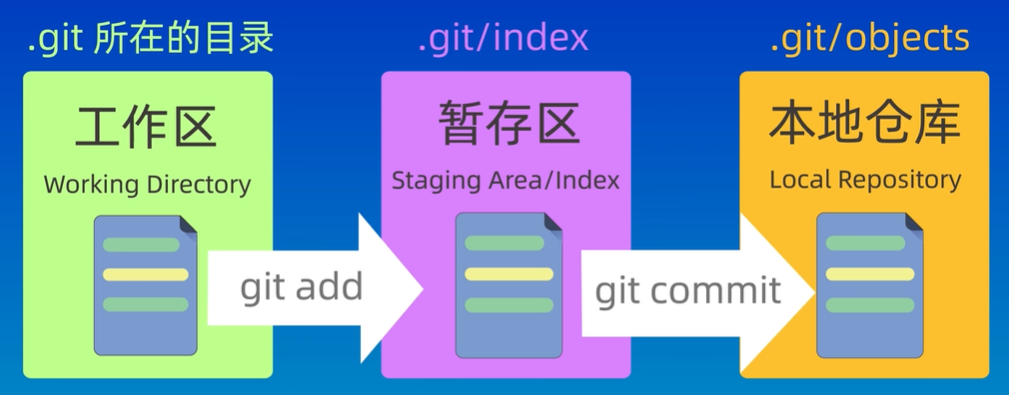 .git 所在的目录
.git/index
.git/objects
工作区
暂存区
本地仓库
Working Directory
Staging Area/Index
Local Repository
git add
git commit